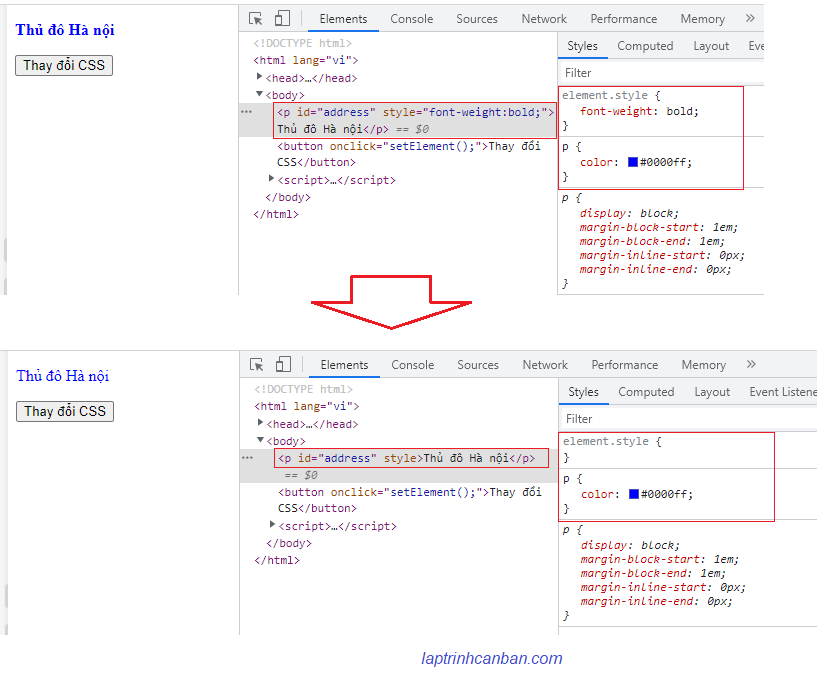 Thủ đô Hà nội
Thay đổi CSS
Elements Console Sources Network Performance Memory »
<!DOCTYPE html>
<html lang="vi">
<head>…</head>
<body>
<p id="address" style="font-weight:bold;">
Thủ đô Hà nội</p> == $0
<button onclick="setElement();">Thay đổi
CSS</button>
<script>…</script>
</body>
</html>
Styles Computed Layout Eve
Filter
element.style {
font-weight: bold;
}
p {
color: #0000ff;
}
p {
display: block;
margin-block-start: 1em;
margin-block-end: 1em;
margin-inline-start: 0px;
margin-inline-end: 0px;
}
Thủ đô Hà nội
Thay đổi CSS
Elements Console Sources Network Performance Memory »
<!DOCTYPE html>
<html lang="vi">
<head>…</head>
<body>
<p id="address" style>Thủ đô Hà nội</p>
== $0
<button onclick="setElement();">Thay đổi
CSS</button>
<script>…</script>
</body>
</html>
Styles Computed Layout Event Listene
Filter
element.style {
}
p {
color: #0000ff;
}
p {
display: block;
margin-block-start: 1em;
margin-block-end: 1em;
margin-inline-start: 0px;
margin-inline-end: 0px;
}
laptrinhcanban.com